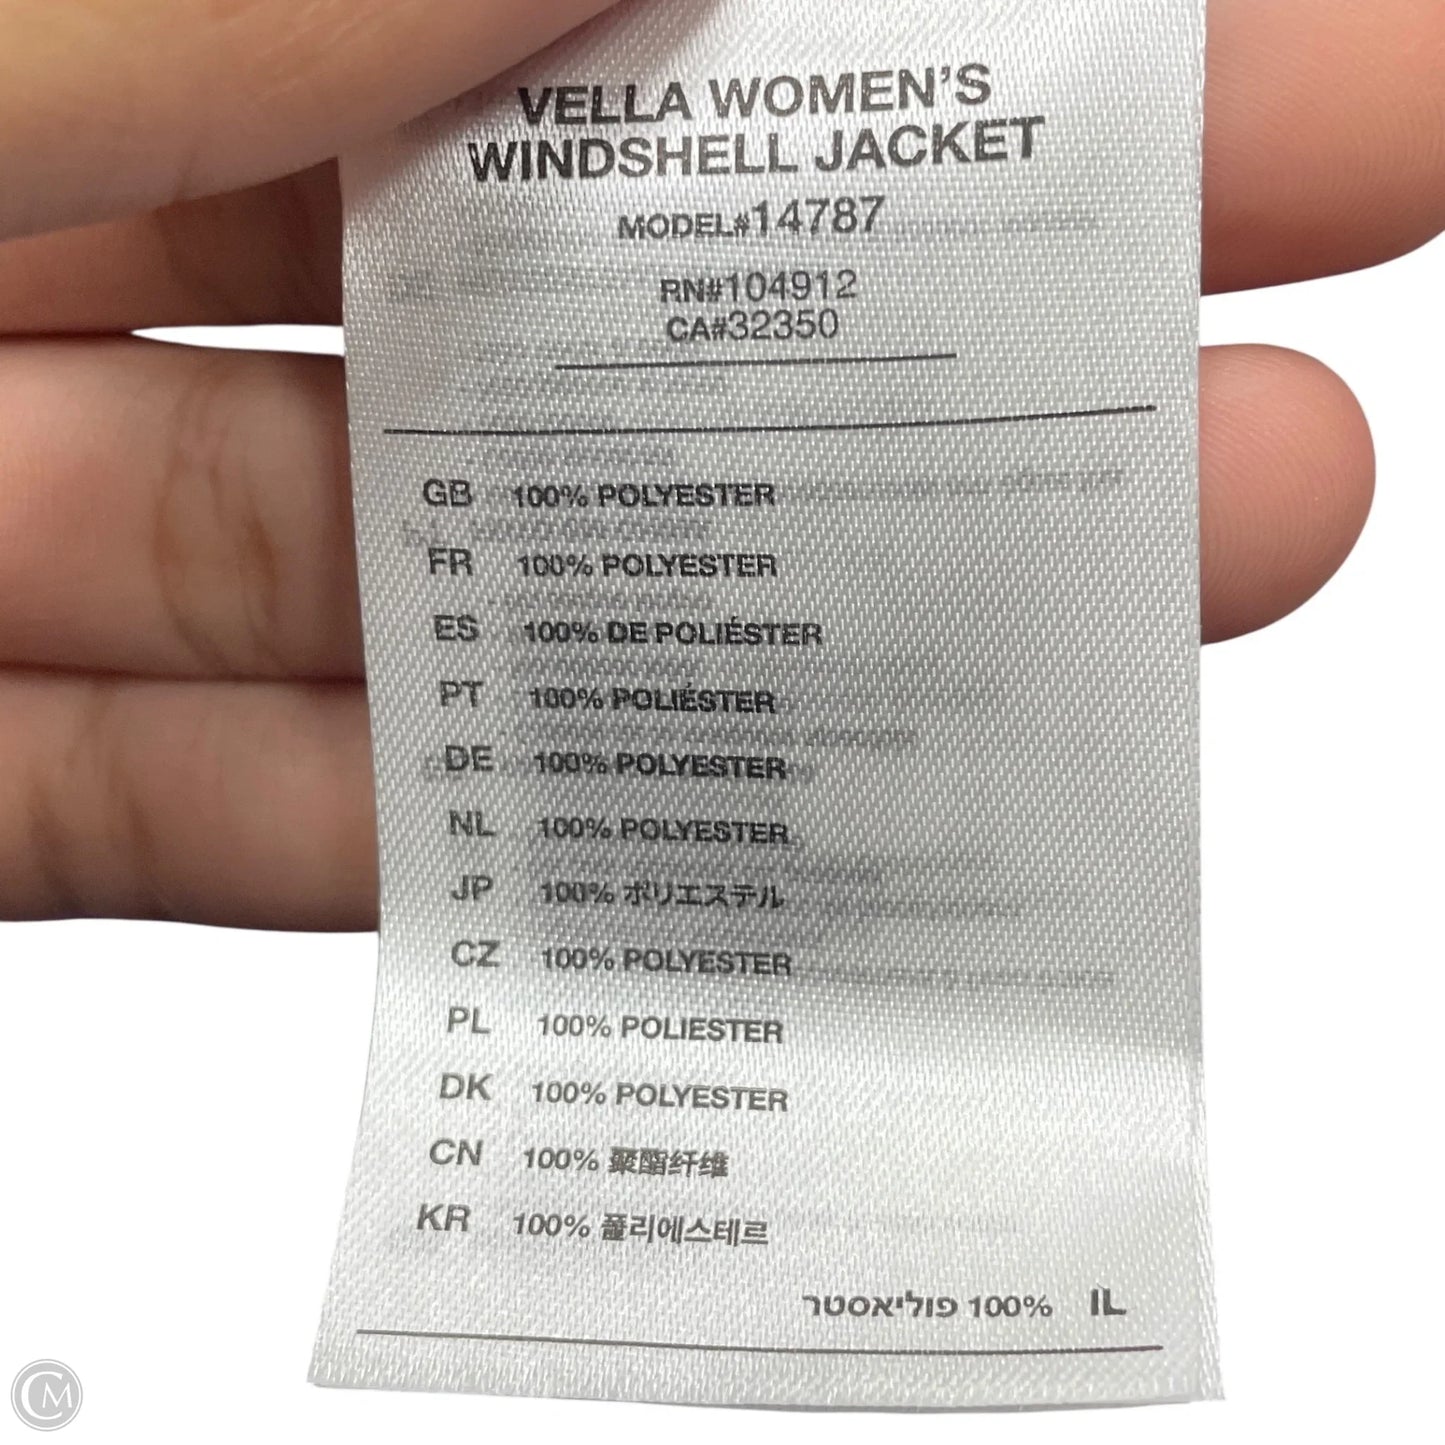 VELLA WOMEN'S
WINDSHELL JACKET
MODEL#14787
RN#104912
CA#32350
GB 100% POLYESTER
FR 100% POLYESTER
ES 100% DE POLIÉSTER
PT 100% POLIÉSTER
DE 100% POLYESTER
NL 100% POLYESTER
JP 100% ポリエステル
CZ 100% POLYESTER
PL 100% POLIESTER
DK 100% POLYESTER
CN 100% 聚酯纤维
KR 100% 폴리에스테르
IL 100% פוליאסטר
CM